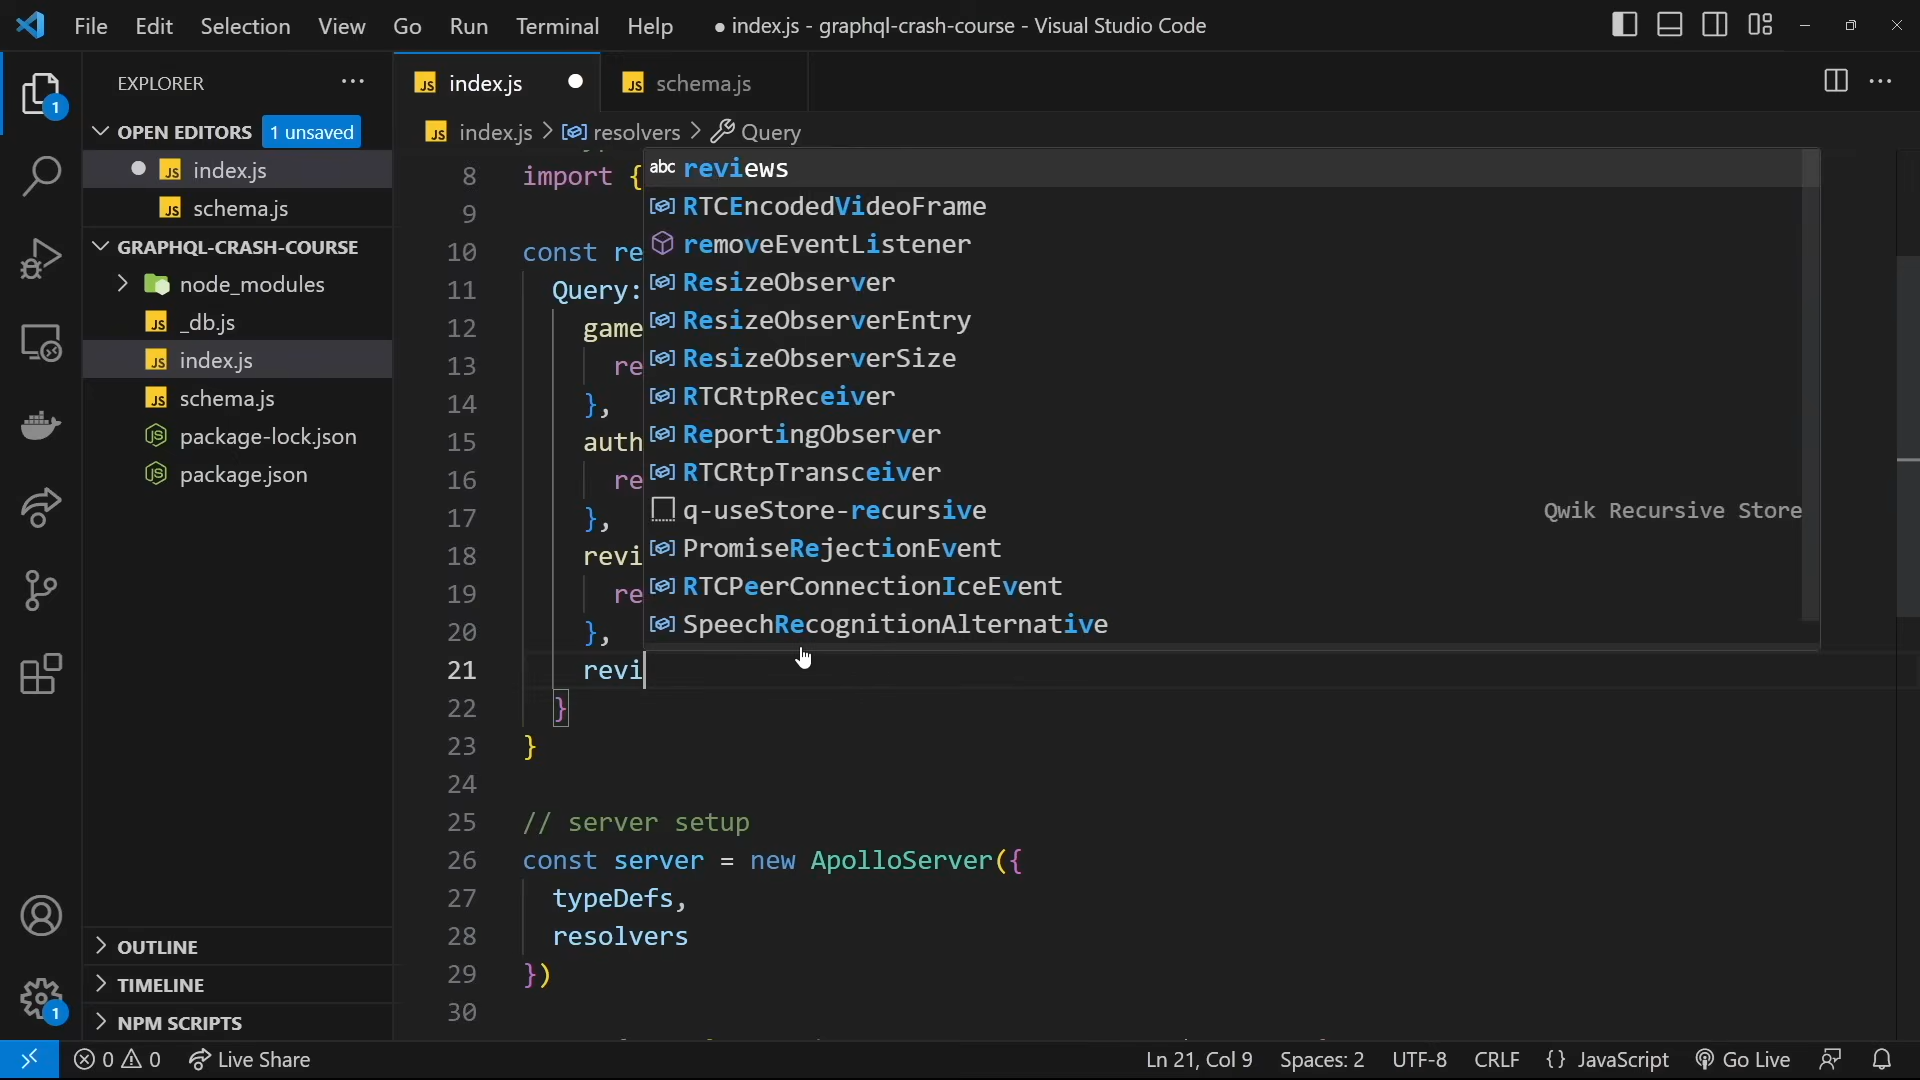 File Edit Selection View Go Run Terminal Help ● index.js - graphql-crash-course - Visual Studio Code
EXPLORER ···
index.js
schema.js
1
OPEN EDITORS 1 unsaved
index.js > resolvers > Query
index.js
schema.js
GRAPHQL-CRASH-COURSE
node_modules
_db.js
index.js
schema.js
package-lock.json
package.json
OUTLINE
TIMELINE
NPM SCRIPTS
1
8 import {
9
10 const re
11 Query:
12 game
13 re
14 },
15 auth
16 re
17 },
18 revi
19 re
20 },
21 revi
22 }
23 }
24
25 // server setup
26 const server = new ApolloServer({
27 typeDefs,
28 resolvers
29 })
30
abc reviews
RTCEncodedVideoFrame
removeEventListener
ResizeObserver
ResizeObserverEntry
ResizeObserverSize
RTCRtpReceiver
ReportingObserver
RTCRtpTransceiver
q-useStore-recursive Qwik Recursive Store
PromiseRejectionEvent
RTCPeerConnectionIceEvent
SpeechRecognitionAlternative
0 0 Live Share Ln 21, Col 9 Spaces: 2 UTF-8 CRLF {} JavaScript Go Live